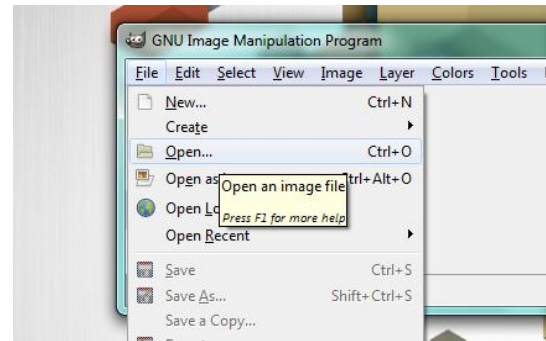 GNU Image Manipulation Program
File Edit Select View Image Layer Colors Tools
New... Ctrl+N
Create
Open... Ctrl+O
Open as Ctrl+Alt+O
Open an image file
Press F1 for more help
Open
Open Recent
Save Ctrl+S
Save As... Shift+Ctrl+S
Save a Copy...